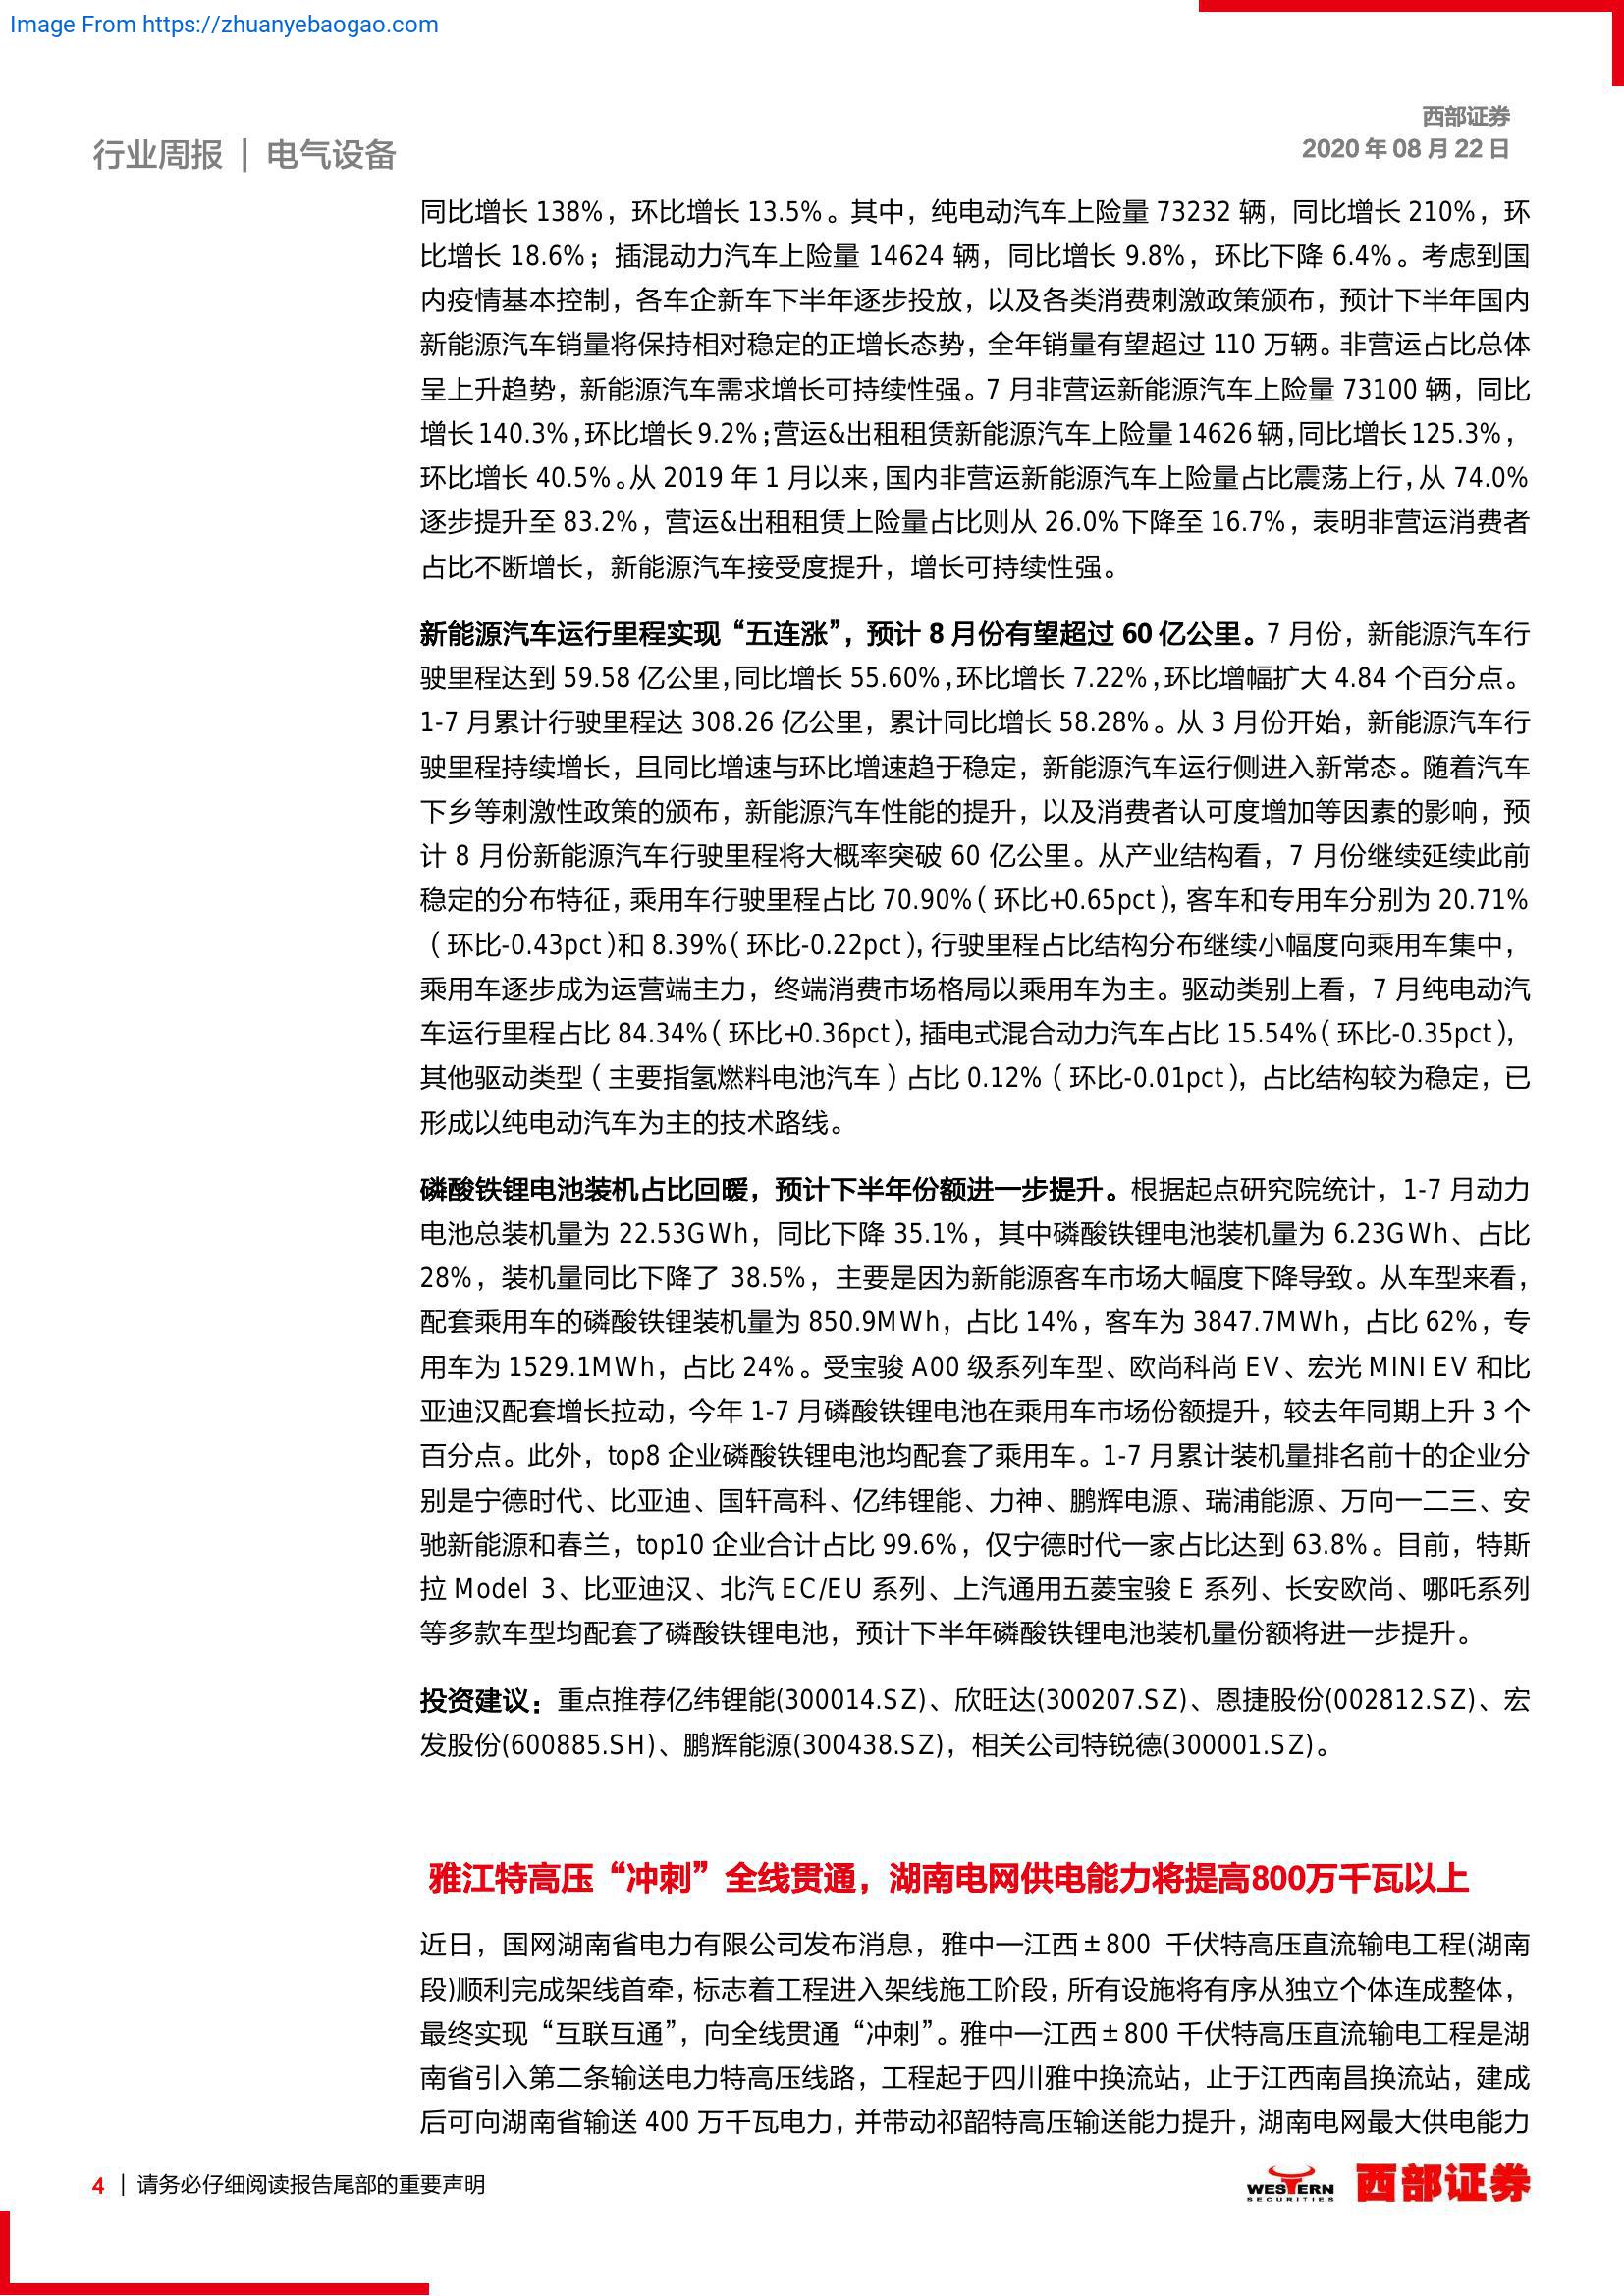 Image From https://zhuanyebaogao.com
西部证券
2020 年 08 月 22 日
行业周报 | 电气设备
同比增长 138%，环比增长 13.5%。其中，纯电动汽车上险量 73232 辆，同比增长 210%，环
比增长 18.6%；插混动力汽车上险量 14624 辆，同比增长 9.8%，环比下降 6.4%。考虑到国
内疫情基本控制，各车企新车下半年逐步投放，以及各类消费刺激政策颁布，预计下半年国内
新能源汽车销量将保持相对稳定的正增长态势，全年销量有望超过 110 万辆。非营运占比总体
呈上升趋势，新能源汽车需求增长可持续性强。7 月非营运新能源汽车上险量 73100 辆，同比
增长 140.3%，环比增长 9.2%；营运&出租租赁新能源汽车上险量 14626 辆，同比增长 125.3%，
环比增长 40.5%。从 2019 年 1 月以来，国内非营运新能源汽车上险量占比震荡上行，从 74.0%
逐步提升至 83.2%，营运&出租租赁上险量占比则从 26.0%下降至 16.7%，表明非营运消费者
占比不断增长，新能源汽车接受度提升，增长可持续性强。
新能源汽车运行里程实现“五连涨”，预计 8 月份有望超过 60 亿公里。7 月份，新能源汽车行
驶里程达到 59.58 亿公里，同比增长 55.60%，环比增长 7.22%，环比增幅扩大 4.84 个百分点。
1-7 月累计行驶里程达 308.26 亿公里，累计同比增长 58.28%。从 3 月份开始，新能源汽车行
驶里程持续增长，且同比增速与环比增速趋于稳定，新能源汽车运行侧进入新常态。随着汽车
下乡等刺激性政策的颁布，新能源汽车性能的提升，以及消费者认可度增加等因素的影响，预
计 8 月份新能源汽车行驶里程将大概率突破 60 亿公里。从产业结构看，7 月份继续延续此前
稳定的分布特征，乘用车行驶里程占比 70.90%（环比+0.65pct），客车和专用车分别为 20.71%
（环比-0.43pct）和 8.39%（环比-0.22pct），行驶里程占比结构分布继续小幅度向乘用车集中，
乘用车逐步成为运营端主力，终端消费市场格局以乘用车为主。驱动类别上看，7 月纯电动汽
车运行里程占比 84.34%（环比+0.36pct），插电式混合动力汽车占比 15.54%（环比-0.35pct），
其他驱动类型（主要指氢燃料电池汽车）占比 0.12%（环比-0.01pct），占比结构较为稳定，已
形成以纯电动汽车为主的技术路线。
磷酸铁锂电池装机占比回暖，预计下半年份额进一步提升。根据起点研究院统计，1-7 月动力
电池总装机量为 22.53GWh，同比下降 35.1%，其中磷酸铁锂电池装机量为 6.23GWh、占比
28%，装机量同比下降了 38.5%，主要是因为新能源客车市场大幅度下降导致。从车型来看，
配套乘用车的磷酸铁锂装机量为 850.9MWh，占比 14%，客车为 3847.7MWh，占比 62%，专
用车为 1529.1MWh，占比 24%。受宝骏 A00 级系列车型、欧尚科尚 EV、宏光 MINI EV 和比
亚迪汉配套增长拉动，今年 1-7 月磷酸铁锂电池在乘用车市场份额提升，较去年同期上升 3 个
百分点。此外，top8 企业磷酸铁锂电池均配套了乘用车。1-7 月累计装机量排名前十的企业分
别是宁德时代、比亚迪、国轩高科、亿纬锂能、力神、鹏辉电源、瑞浦能源、万向一二三、安
驰新能源和春兰，top10 企业合计占比 99.6%，仅宁德时代一家占比达到 63.8%。目前，特斯
拉 Model 3、比亚迪汉、北汽 EC/EU 系列、上汽通用五菱宝骏 E 系列、长安欧尚、哪吒系列
等多款车型均配套了磷酸铁锂电池，预计下半年磷酸铁锂电池装机量份额将进一步提升。
投资建议：重点推荐亿纬锂能(300014.SZ)、欣旺达(300207.SZ)、恩捷股份(002812.SZ)、宏
发股份(600885.SH)、鹏辉能源(300438.SZ)，相关公司特锐德(300001.SZ)。
雅江特高压“冲刺”全线贯通，湖南电网供电能力将提高800万千瓦以上
近日，国网湖南省电力有限公司发布消息，雅中—江西±800 千伏特高压直流输电工程(湖南
段)顺利完成架线首牵，标志着工程进入架线施工阶段，所有设施将有序从独立个体连成整体，
最终实现“互联互通”，向全线贯通“冲刺”。雅中—江西±800 千伏特高压直流输电工程是湖
南省引入第二条输送电力特高压线路，工程起于四川雅中换流站，止于江西南昌换流站，建成
后可向湖南省输送 400 万千瓦电力，并带动祁韶特高压输送能力提升，湖南电网最大供电能力
4 | 请务必仔细阅读报告尾部的重要声明
WESTERN
SECURITIES
西部证券